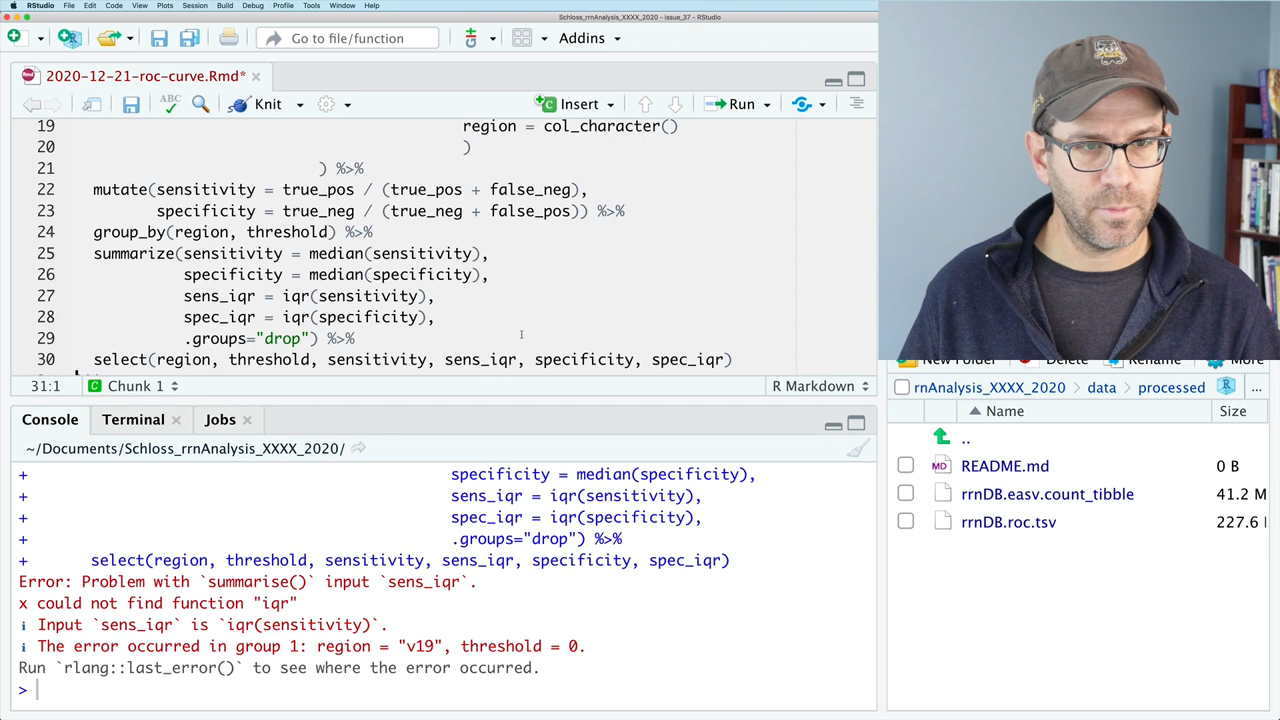 RStudio File Edit Code View Plots Session Build Debug Profile Tools Window Help
Schloss_rrnAnalysis_XXXX_2020 - issue_37 - RStudio
Go to file/function Addins
2020-12-21-roc-curve.Rmd*
ABC Knit Insert Run
19 region = col_character()
20 )
21 ) %>%
22 mutate(sensitivity = true_pos / (true_pos + false_neg),
23 specificity = true_neg / (true_neg + false_pos)) %>%
24 group_by(region, threshold) %>%
25 summarize(sensitivity = median(sensitivity),
26 specificity = median(specificity),
27 sens_iqr = iqr(sensitivity),
28 spec_iqr = iqr(specificity),
29 .groups="drop") %>%
30 select(region, threshold, sensitivity, sens_iqr, specificity, spec_iqr)
31:1 C Chunk 1 R Markdown
Console Terminal Jobs
~/Documents/Schloss_rrnAnalysis_XXXX_2020/
+ specificity = median(specificity),
+ sens_iqr = iqr(sensitivity),
+ spec_iqr = iqr(specificity),
+ .groups="drop") %>%
+ select(region, threshold, sensitivity, sens_iqr, specificity, spec_iqr)
Error: Problem with `summarise()` input `sens_iqr`.
x could not find function "iqr"
i Input `sens_iqr` is `iqr(sensitivity)`.
i The error occurred in group 1: region = "v19", threshold = 0.
Run `rlang::last_error()` to see where the error occurred.
>
New Folder Delete Rename More
rnAnalysis_XXXX_2020 data processed ...
Name Size
..
MD README.md 0 B
rrnDB.easv.count_tibble 41.2 M
rrnDB.roc.tsv 227.6